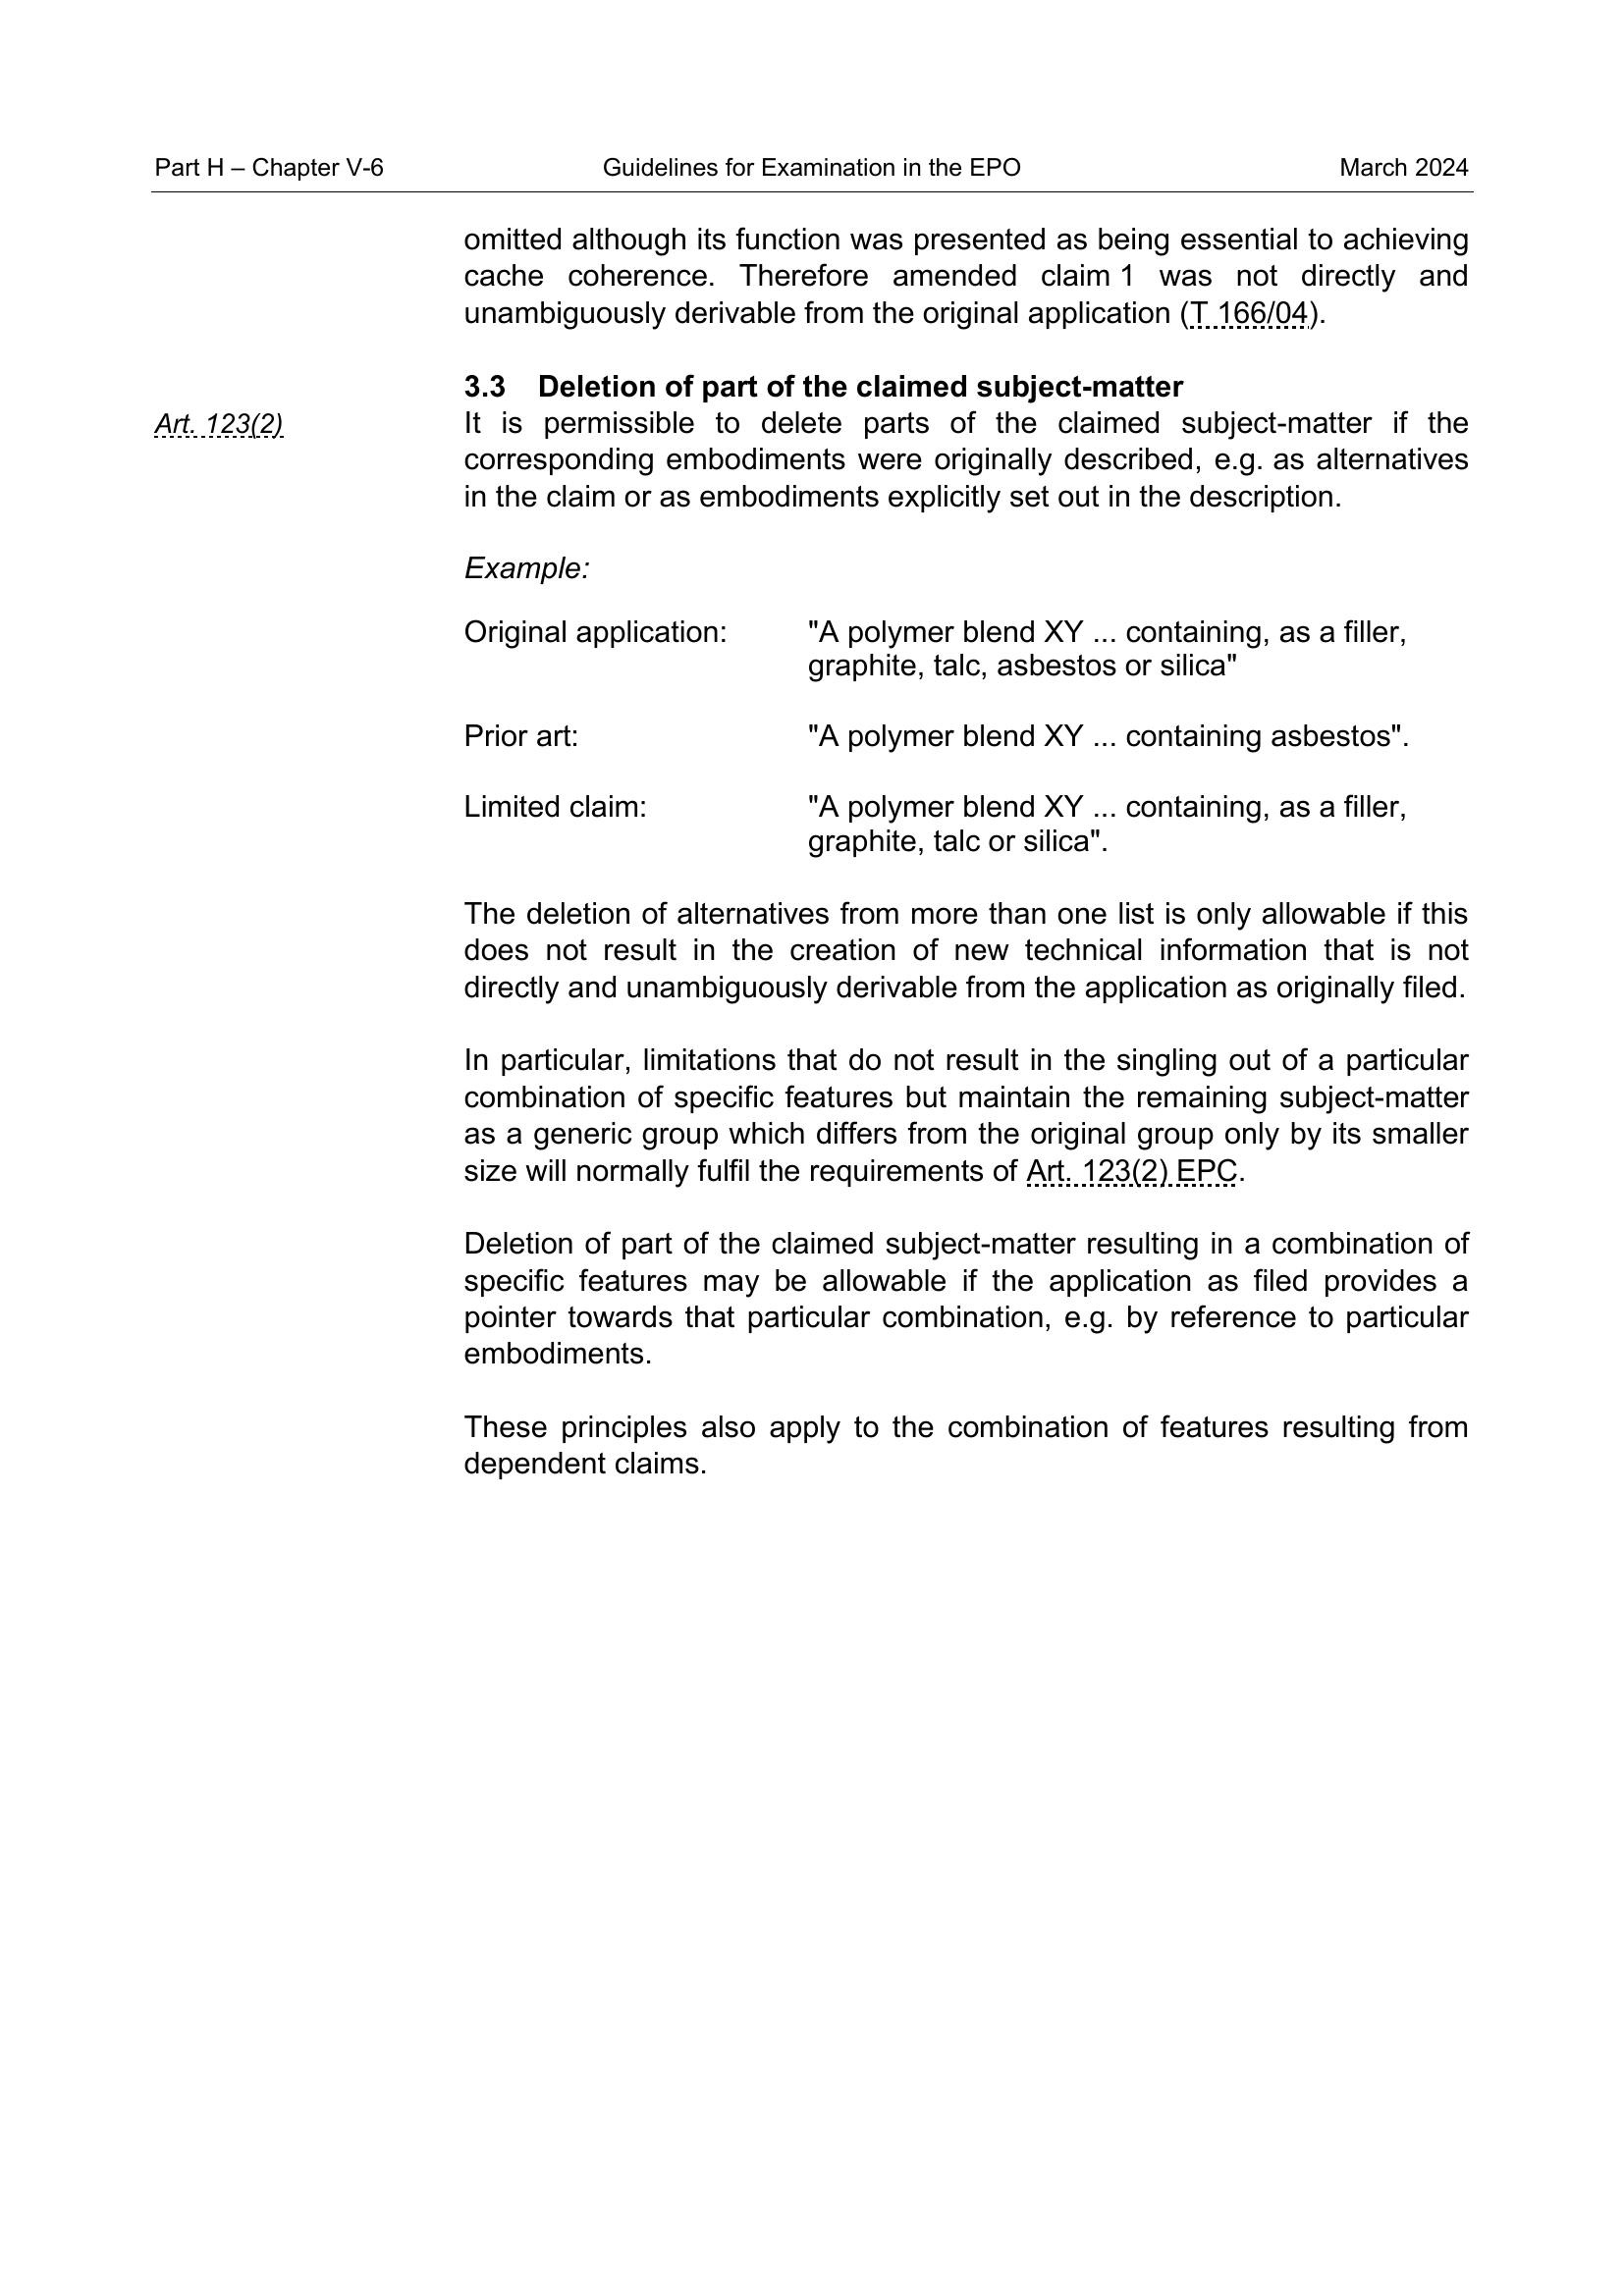 Part H – Chapter V-6 Guidelines for Examination in the EPO March 2024
omitted although its function was presented as being essential to achieving
cache coherence. Therefore amended claim 1 was not directly and
unambiguously derivable from the original application (T 166/04).
3.3 Deletion of part of the claimed subject-matter
Art. 123(2)
It is permissible to delete parts of the claimed subject-matter if the
corresponding embodiments were originally described, e.g. as alternatives
in the claim or as embodiments explicitly set out in the description.
Example:
Original application: "A polymer blend XY ... containing, as a filler,
graphite, talc, asbestos or silica"
Prior art: "A polymer blend XY ... containing asbestos".
Limited claim: "A polymer blend XY ... containing, as a filler,
graphite, talc or silica".
The deletion of alternatives from more than one list is only allowable if this
does not result in the creation of new technical information that is not
directly and unambiguously derivable from the application as originally filed.
In particular, limitations that do not result in the singling out of a particular
combination of specific features but maintain the remaining subject-matter
as a generic group which differs from the original group only by its smaller
size will normally fulfil the requirements of Art. 123(2) EPC.
Deletion of part of the claimed subject-matter resulting in a combination of
specific features may be allowable if the application as filed provides a
pointer towards that particular combination, e.g. by reference to particular
embodiments.
These principles also apply to the combination of features resulting from
dependent claims.